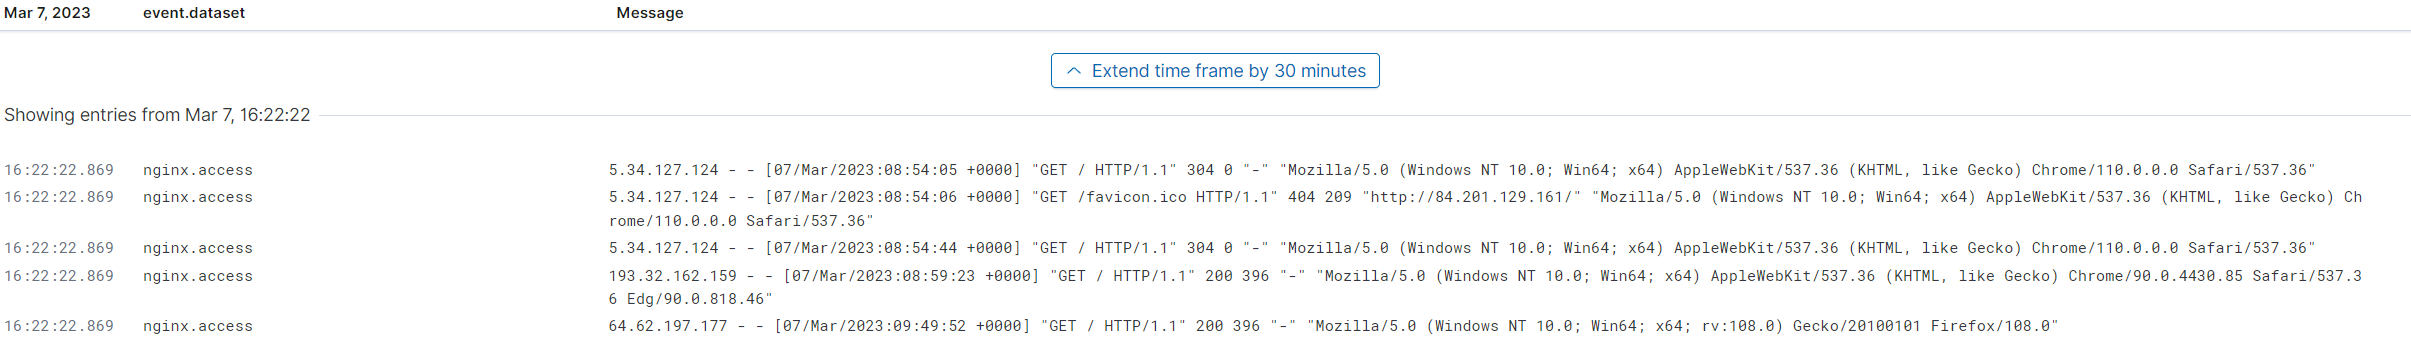 Mar 7, 2023 event.dataset Message
Extend time frame by 30 minutes
Showing entries from Mar 7, 16:22:22
16:22:22.869 nginx.access 5.34.127.124 - - [07/Mar/2023:08:54:05 +0000] "GET / HTTP/1.1" 304 0 "-" "Mozilla/5.0 (Windows NT 10.0; Win64; x64) AppleWebKit/537.36 (KHTML, like Gecko) Chrome/110.0.0.0 Safari/537.36"
16:22:22.869 nginx.access 5.34.127.124 - - [07/Mar/2023:08:54:06 +0000] "GET /favicon.ico HTTP/1.1" 404 209 "http://84.201.129.161/" "Mozilla/5.0 (Windows NT 10.0; Win64; x64) AppleWebKit/537.36 (KHTML, like Gecko) Ch
rome/110.0.0.0 Safari/537.36"
16:22:22.869 nginx.access 5.34.127.124 - - [07/Mar/2023:08:54:44 +0000] "GET / HTTP/1.1" 304 0 "-" "Mozilla/5.0 (Windows NT 10.0; Win64; x64) AppleWebKit/537.36 (KHTML, like Gecko) Chrome/110.0.0.0 Safari/537.36"
16:22:22.869 nginx.access 193.32.162.159 - - [07/Mar/2023:08:59:23 +0000] "GET / HTTP/1.1" 200 396 "-" "Mozilla/5.0 (Windows NT 10.0; Win64; x64) AppleWebKit/537.36 (KHTML, like Gecko) Chrome/90.0.4430.85 Safari/537.3
6 Edg/90.0.818.46"
16:22:22.869 nginx.access 64.62.197.177 - - [07/Mar/2023:09:49:52 +0000] "GET / HTTP/1.1" 200 396 "-" "Mozilla/5.0 (Windows NT 10.0; Win64; x64; rv:108.0) Gecko/20100101 Firefox/108.0"